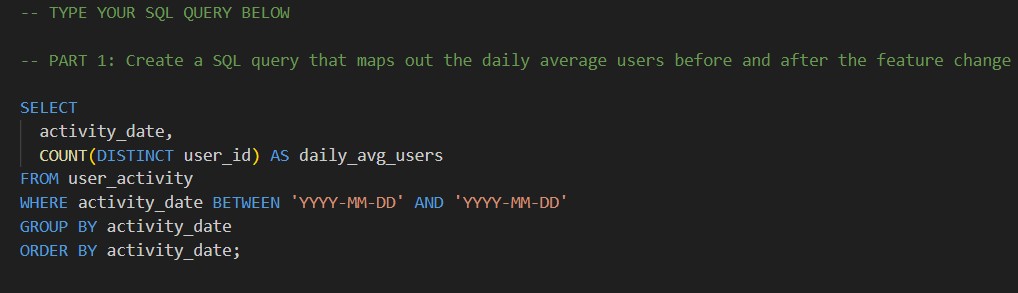 -- TYPE YOUR SQL QUERY BELOW
-- PART 1: Create a SQL query that maps out the daily average users before and after the feature change
SELECT
activity_date,
COUNT(DISTINCT user_id) AS daily_avg_users
FROM user_activity
WHERE activity_date BETWEEN 'YYYY-MM-DD' AND 'YYYY-MM-DD'
GROUP BY activity_date
ORDER BY activity_date;